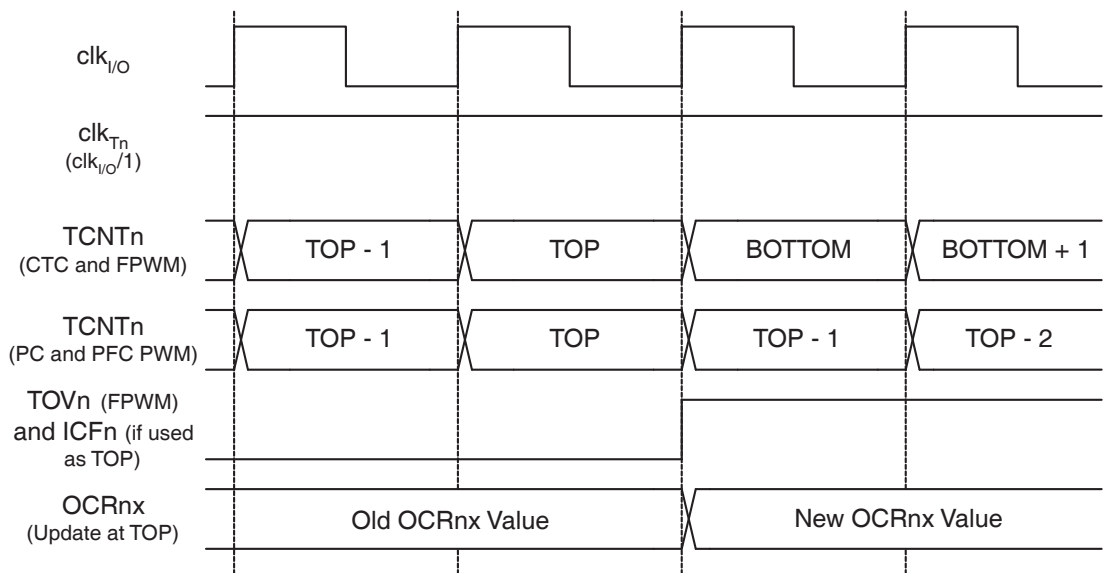 clkI/O
clkTn
(clkI/O/1)
TCNTn
(CTC and FPWM)
TOP - 1
TOP
BOTTOM
BOTTOM + 1
TCNTn
(PC and PFC PWM)
TOP - 1
TOP
TOP - 1
TOP - 2
TOVn (FPWM)
and ICFn (if used
as TOP)
OCRnx
(Update at TOP)
Old OCRnx Value
New OCRnx Value